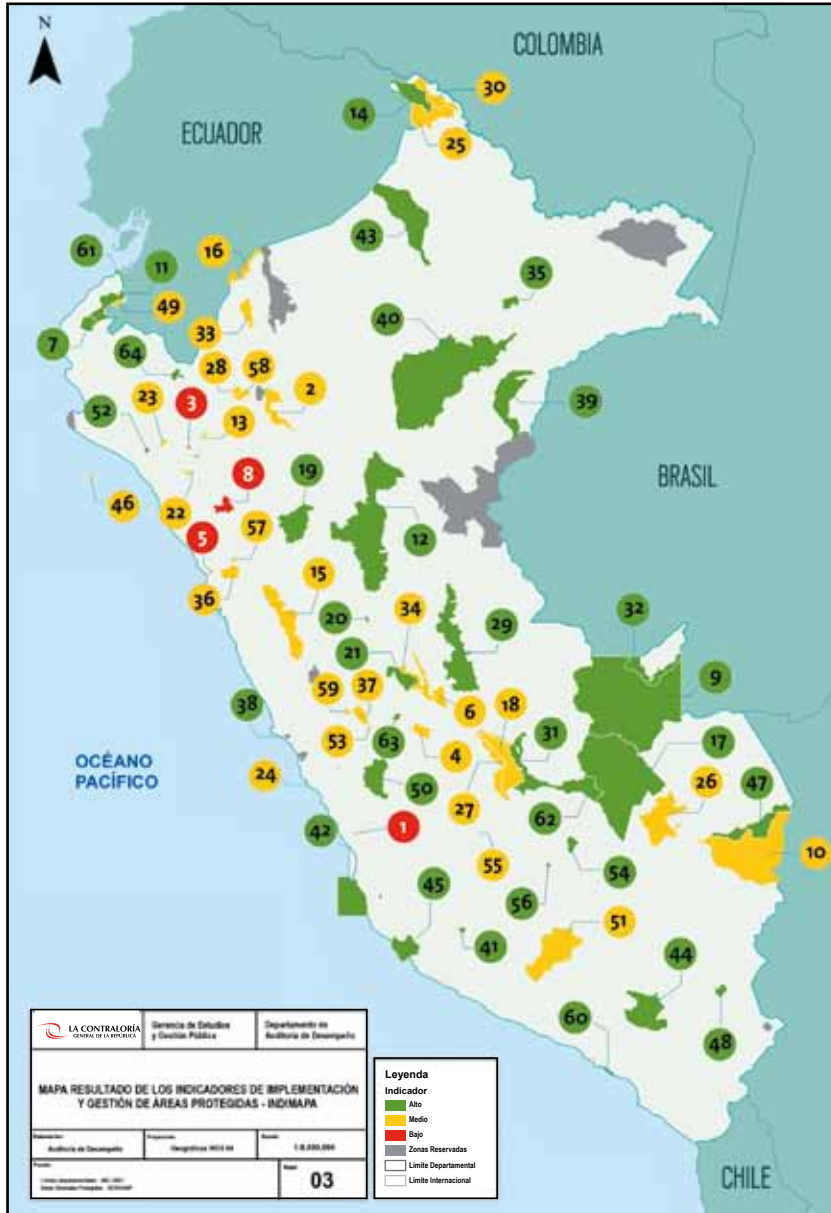 N
COLOMBIA
ECUADOR
BRASIL
OCÉANO
PACÍFICO
CHILE
30
14
25
43
61
16
11
35
49
40
33
7
64
28
58
2
39
3
23
52
13
19
8
46
22
12
57
5
15
36
34
32
20
29
21
9
59
37
18
38
6
31
17
53
63
4
26
47
24
50
27
62
1
42
10
55
54
45
56
51
41
44
60
48
LA CONTRALORÍA
GENERAL DE LA REPÚBLICA
Gerencia de Estudios
y Gestión Pública
Departamento de
Auditoría de Desempeño
MAPA RESULTADO DE LOS INDICADORES DE IMPLEMENTACIÓN
Y GESTIÓN DE ÁREAS PROTEGIDAS - INDIMAPA
Auditoría de Desempeño
03
Leyenda
Indicador
Alto
Medio
Bajo
Zonas Reservadas
Límite Departamental
Límite Internacional